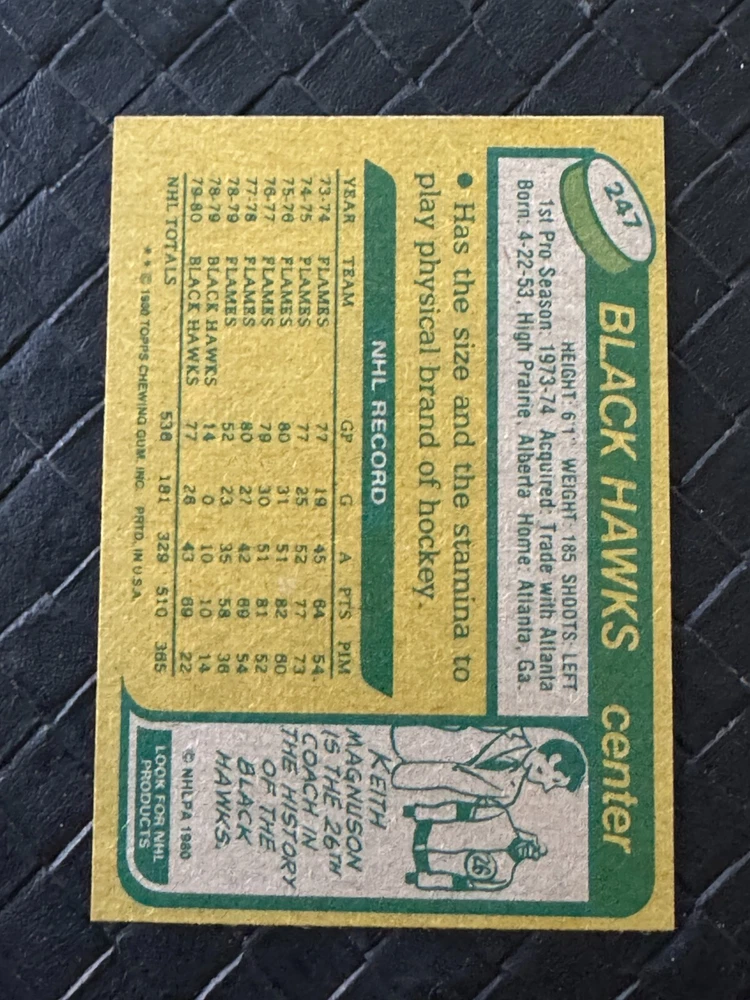 247
BLACK HAWKS center
HEIGHT: 6'1" WEIGHT: 185 SHOOTS: LEFT
1st Pro Season: 1973-74 Acquired: Trade with Atlanta
Born: 4-22-53, High Prairie, Alberta Home: Atlanta, Ga.
• Has the size and the stamina to
play physical brand of hockey.
NHL RECORD
YEAR TEAM GP G A PTS PIM
73-74 FLAMES 77 19 45 64 54
74-75 FLAMES 77 25 52 77 73
75-76 FLAMES 80 31 51 82 60
76-77 FLAMES 79 30 51 81 52
77-78 FLAMES 80 27 42 69 54
78-79 FLAMES 52 23 35 58 36
78-79 BLACK HAWKS 14 0 10 10 14
79-80 BLACK HAWKS 77 26 43 69 22
NHL TOTALS 536 181 329 510 365
* * © 1980 TOPPS CHEWING GUM, INC. PRTD. IN U.S.A.
26
KEITH
MAGNUSON
IS THE 26TH
COACH IN
THE HISTORY
OF THE
BLACK
HAWKS.
© NHLPA 1980
LOOK FOR NHL
PRODUCTS